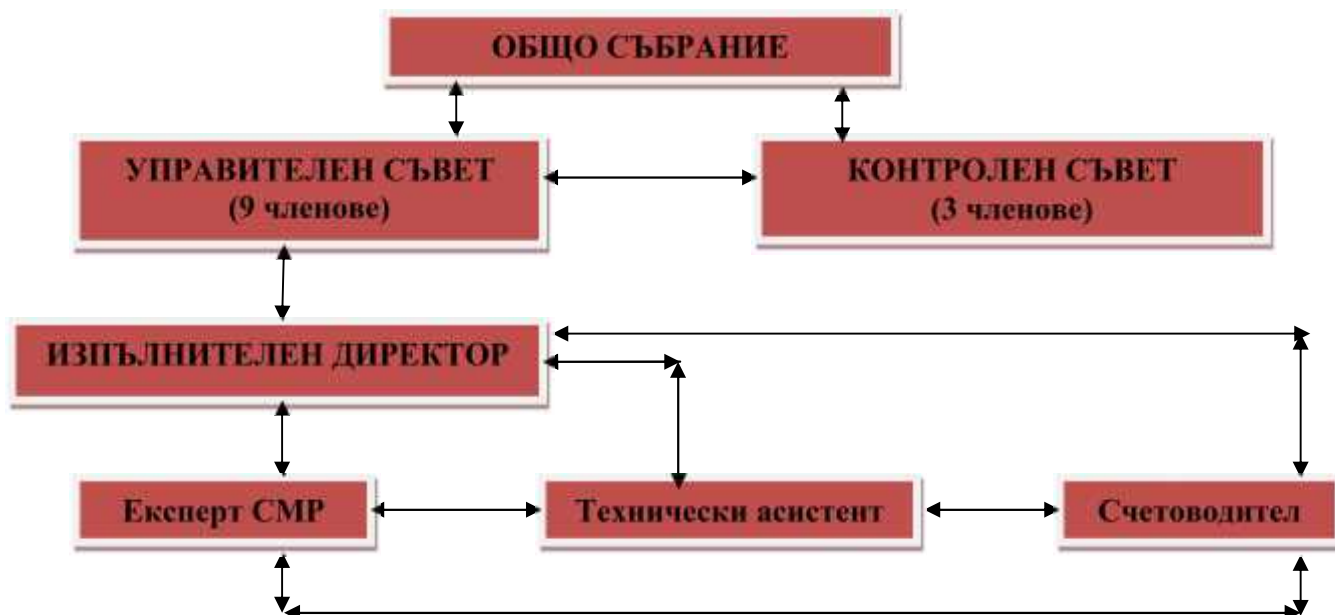 ОБЩО СЪБРАНИЕ
УПРАВИТЕЛЕН СЪВЕТ
(9 членове)
КОНТРОЛЕН СЪВЕТ
(3 членове)
ИЗПЪЛНИТЕЛЕН ДИРЕКТОР
Експерт СМР
Технически асистент
Счетоводител